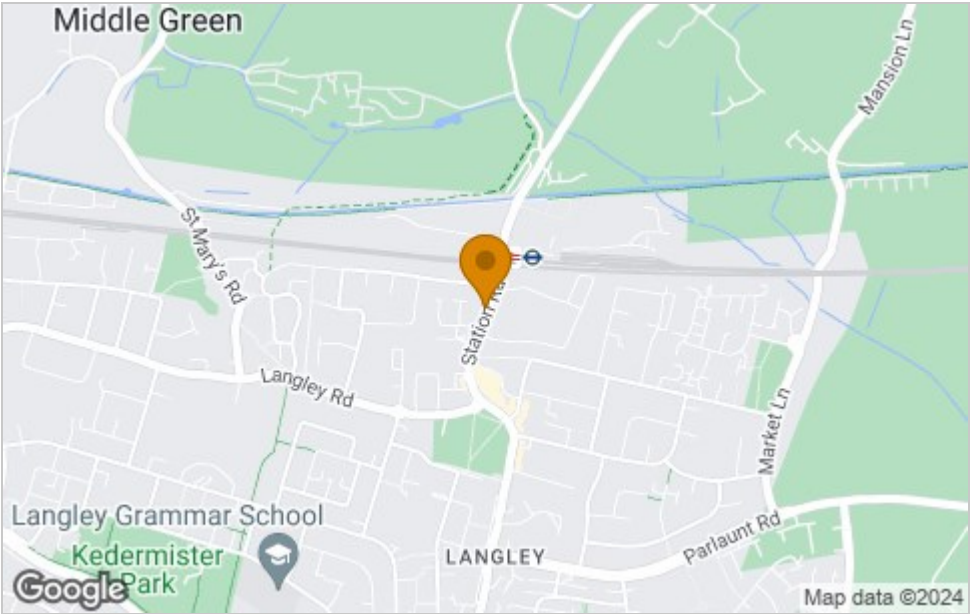 Middle Green
Mansion Ln
St Mary's Rd
Station Rd
Langley Rd
Market Ln
Langley Grammar School
Kedermister
Park
LANGLEY
Parlaunt Rd
Google
Map data ©2024